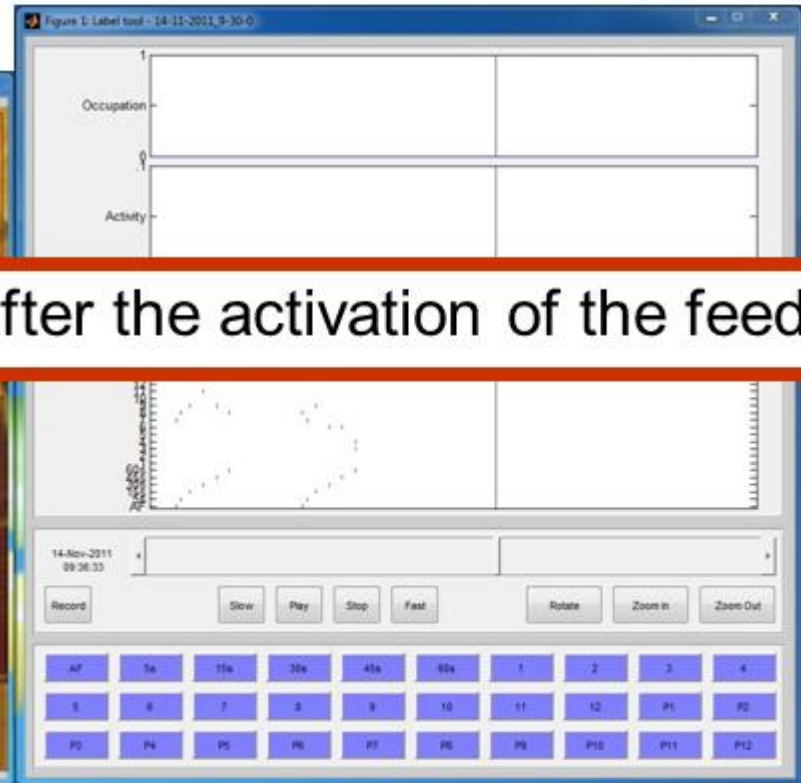 Figure 1: Label tool - 14-11-2011_9-30-0
1
Occupation
0
1
Activity
fter the activation of the feed
14-Nov-2011
09:36:33
Record Slow Play Stop Fast Rotate Zoom in Zoom Out
AP 5s 15s 30s 45s 60s 1 2 3 4
5 6 7 8 9 10 11 12 P1 P2
P3 P4 P5 P6 P7 P8 P9 P10 P11 P12